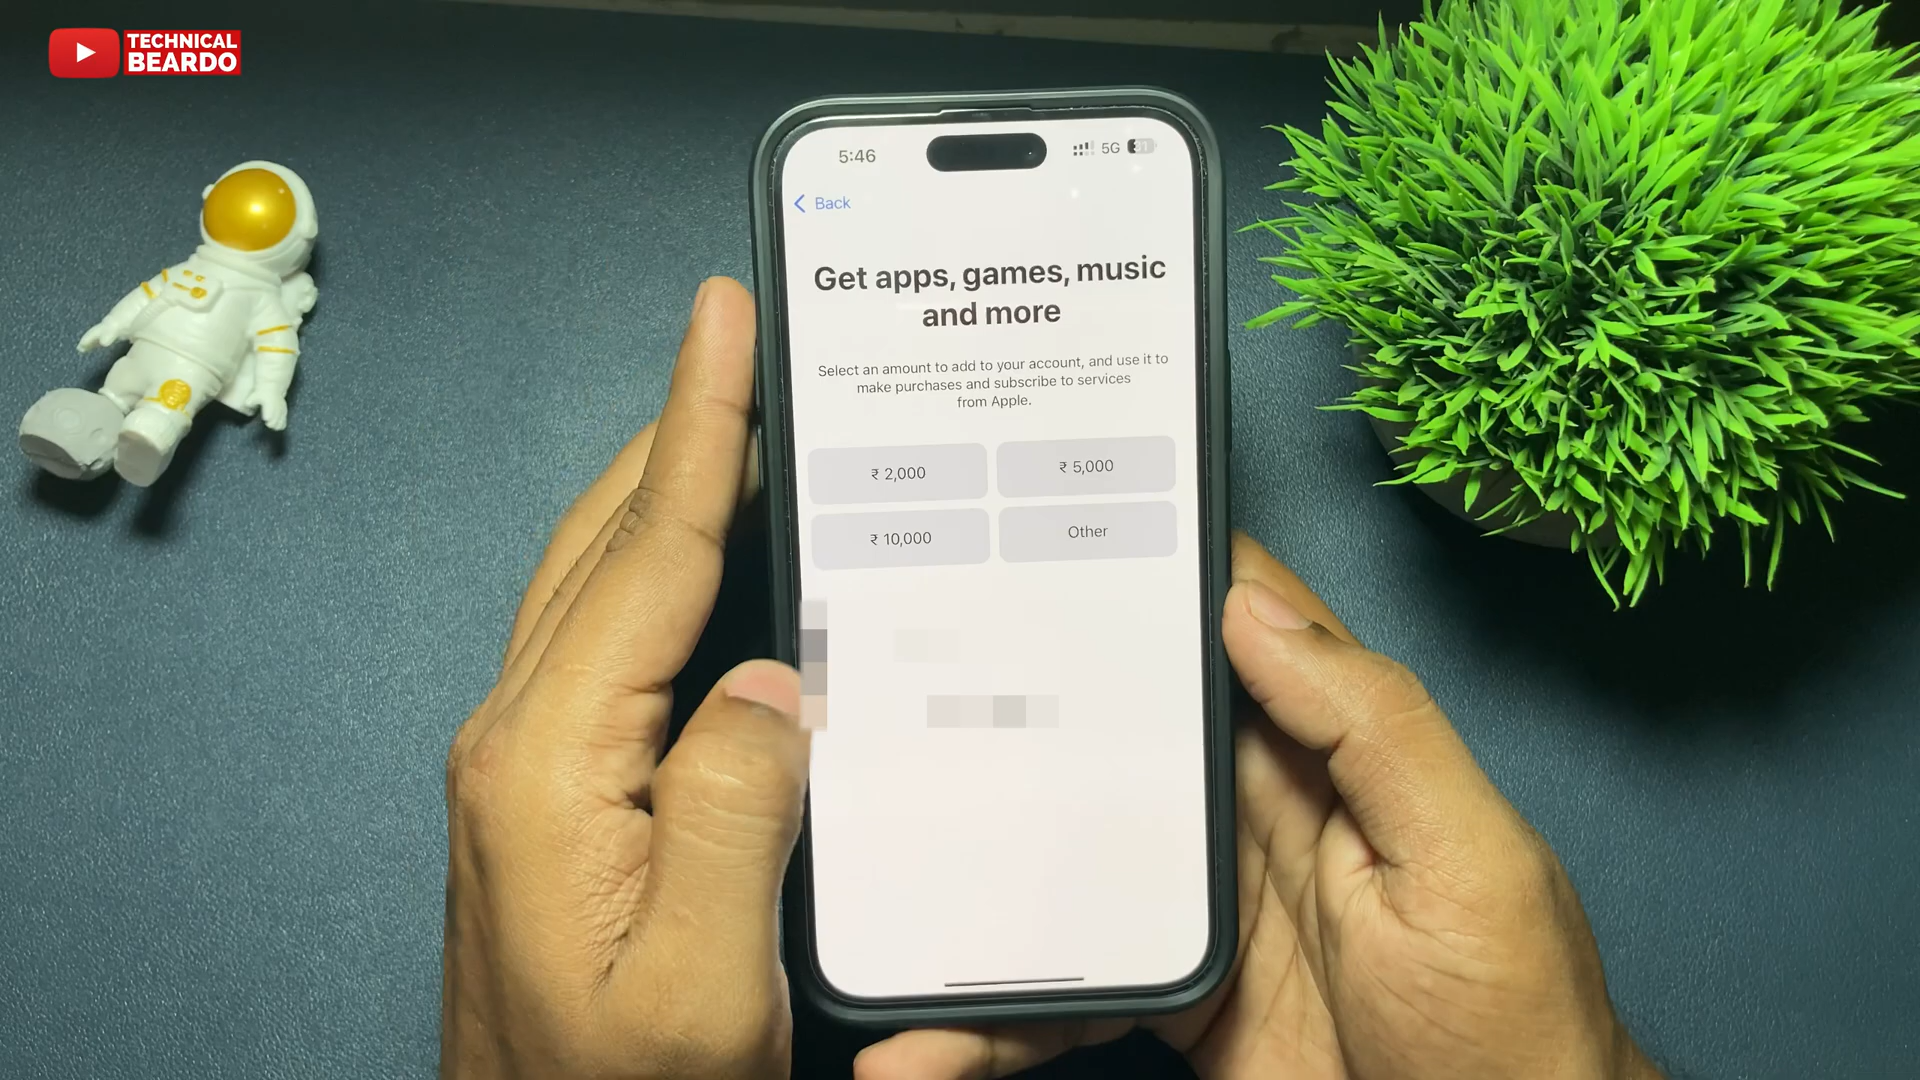 TECHNICAL
BEARDO
5:46
5G
Back
Get apps, games, music
and more
Select an amount to add to your account, and use it to
make purchases and subscribe to services
from Apple.
₹ 2,000
₹ 5,000
₹ 10,000
Other